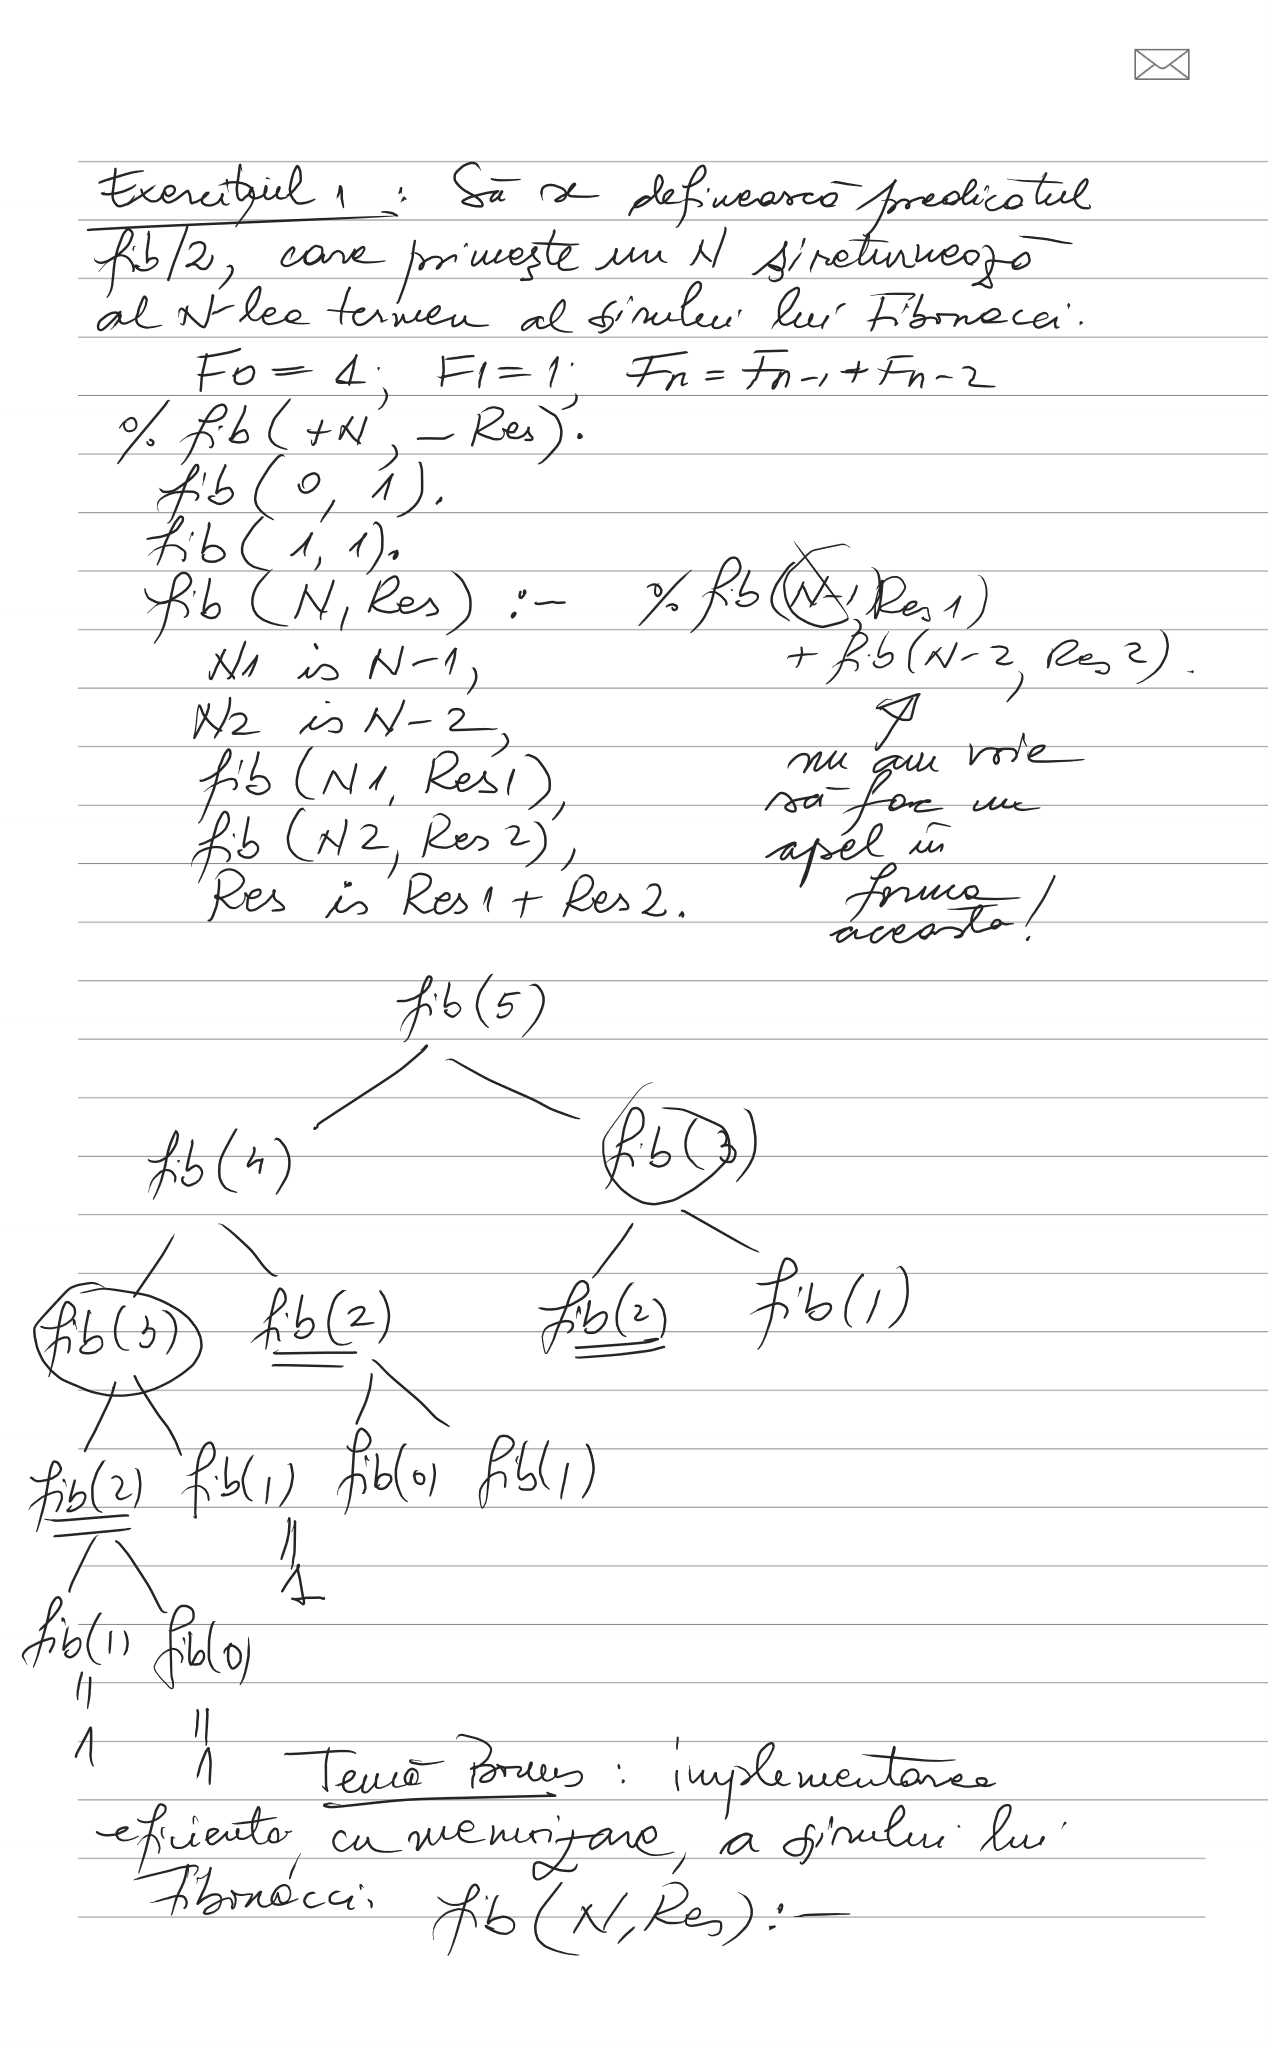 Exercițiul 1 : Să se definească predicatul
fib/2, care primește un N și returnează
al N-lea termen al șirului lui Fibonacci.
F0 = 1; F1 = 1; Fn = Fn-1 + Fn-2
% fib(+N, -Res).
fib(0, 1).
fib(1, 1).
fib(N, Res) :- % fib(N-1, Res1)
N1 is N-1, + fib(N-2, Res2).
N2 is N-2,
fib(N1, Res1), nu am voie
să fac un
fib(N2, Res2), apel în
Res is Res1 + Res2. forma
aceasta!
fib(5)
fib(4) fib(3)
fib(3) fib(2) fib(2) fib(1)
fib(2) fib(1) fib(0) fib(1)
=
1
fib(1) fib(0)
= =
1 1
Temă Bonus : implementarea
eficientă, cu memoizare, a șirului lui
Fibonacci. fib(N, Res) :-